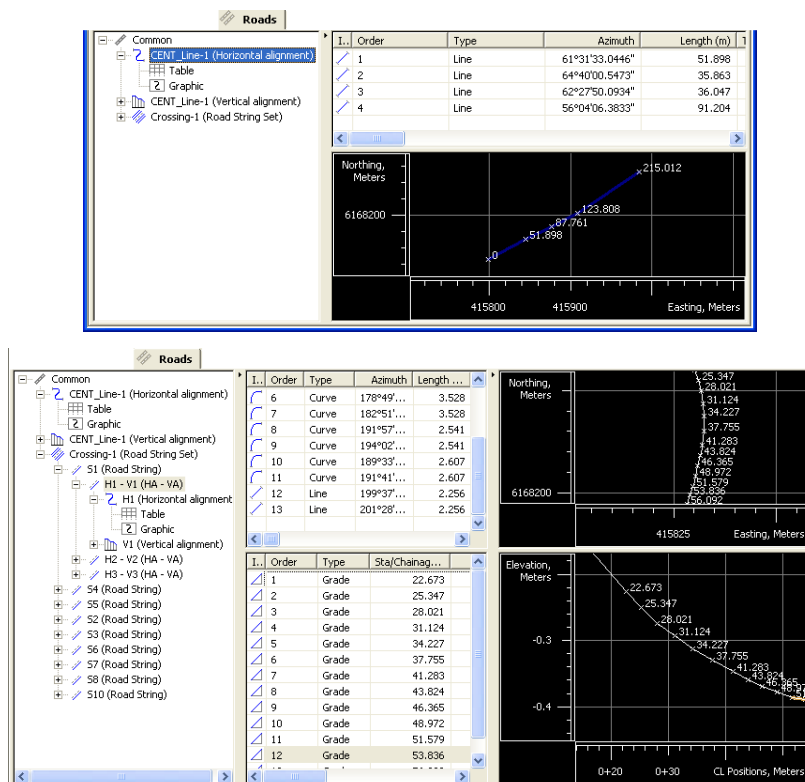 Roads
Common
CENT_Line-1 (Horizontal alignment)
Table
Graphic
CENT_Line-1 (Vertical alignment)
Crossing-1 (Road String Set)
I.. Order Type Azimuth Length (m)
1 Line 61°31'33.0446" 51.898
2 Line 64°40'00.5473" 35.863
3 Line 62°27'50.0934" 36.047
4 Line 56°04'06.3833" 91.204
Northing, Meters
6168200
0
51.898
87.761
123.808
215.012
415800 415900 Easting, Meters
Roads
Common
CENT_Line-1 (Horizontal alignment)
Table
Graphic
CENT_Line-1 (Vertical alignment)
Crossing-1 (Road String Set)
S1 (Road String)
H1 - V1 (HA - VA)
H1 (Horizontal alignment
Table
Graphic
V1 (Vertical alignment)
H2 - V2 (HA - VA)
H3 - V3 (HA - VA)
S4 (Road String)
S5 (Road String)
S2 (Road String)
S3 (Road String)
S6 (Road String)
S7 (Road String)
S8 (Road String)
S10 (Road String)
I.. Order Type Azimuth Length ...
6 Curve 178°49'... 3.528
7 Curve 182°51'... 3.528
8 Curve 191°57'... 2.541
9 Curve 194°02'... 2.541
10 Curve 189°33'... 2.607
11 Curve 191°41'... 2.607
12 Line 199°37'... 2.256
13 Line 201°28'... 2.256
I.. Order Type Sta/Chainag...
1 Grade 22.673
2 Grade 25.347
3 Grade 28.021
4 Grade 31.124
5 Grade 34.227
6 Grade 37.755
7 Grade 41.283
8 Grade 43.824
9 Grade 46.365
10 Grade 48.972
11 Grade 51.579
12 Grade 53.836
Northing, Meters
6168200
25.347
28.021
31.124
34.227
37.755
41.283
43.824
46.365
48.972
51.579
53.836
56.092
415825 Easting, Meters
Elevation, Meters
-0.3
-0.4
22.673
25.347
28.021
31.124
34.227
37.755
41.283
43.824
46.365
0+20 0+30 CL Positions, Meters